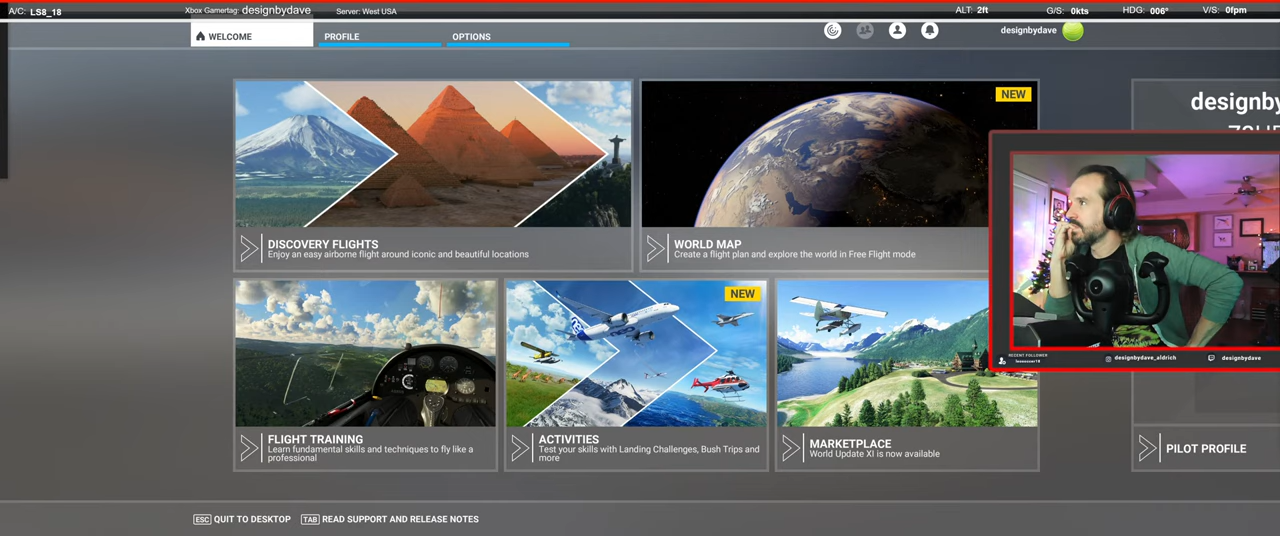 A/C: LS8_18
Xbox Gamertag: designbydave
Server: West USA
ALT: 2ft
G/S: 0kts
HDG: 006°
V/S: 0fpm
WELCOME
PROFILE
OPTIONS
designbydave
NEW
designby
DISCOVERY FLIGHTS
Enjoy an easy airborne flight around iconic and beautiful locations
WORLD MAP
Create a flight plan and explore the world in Free Flight mode
NEW
RECENT FOLLOWER
designbydave_aldrich
designbydave
FLIGHT TRAINING
Learn fundamental skills and techniques to fly like a
professional
ACTIVITIES
Test your skills with Landing Challenges, Bush Trips and
more
MARKETPLACE
World Update XI is now available
PILOT PROFILE
ESC QUIT TO DESKTOP
TAB READ SUPPORT AND RELEASE NOTES